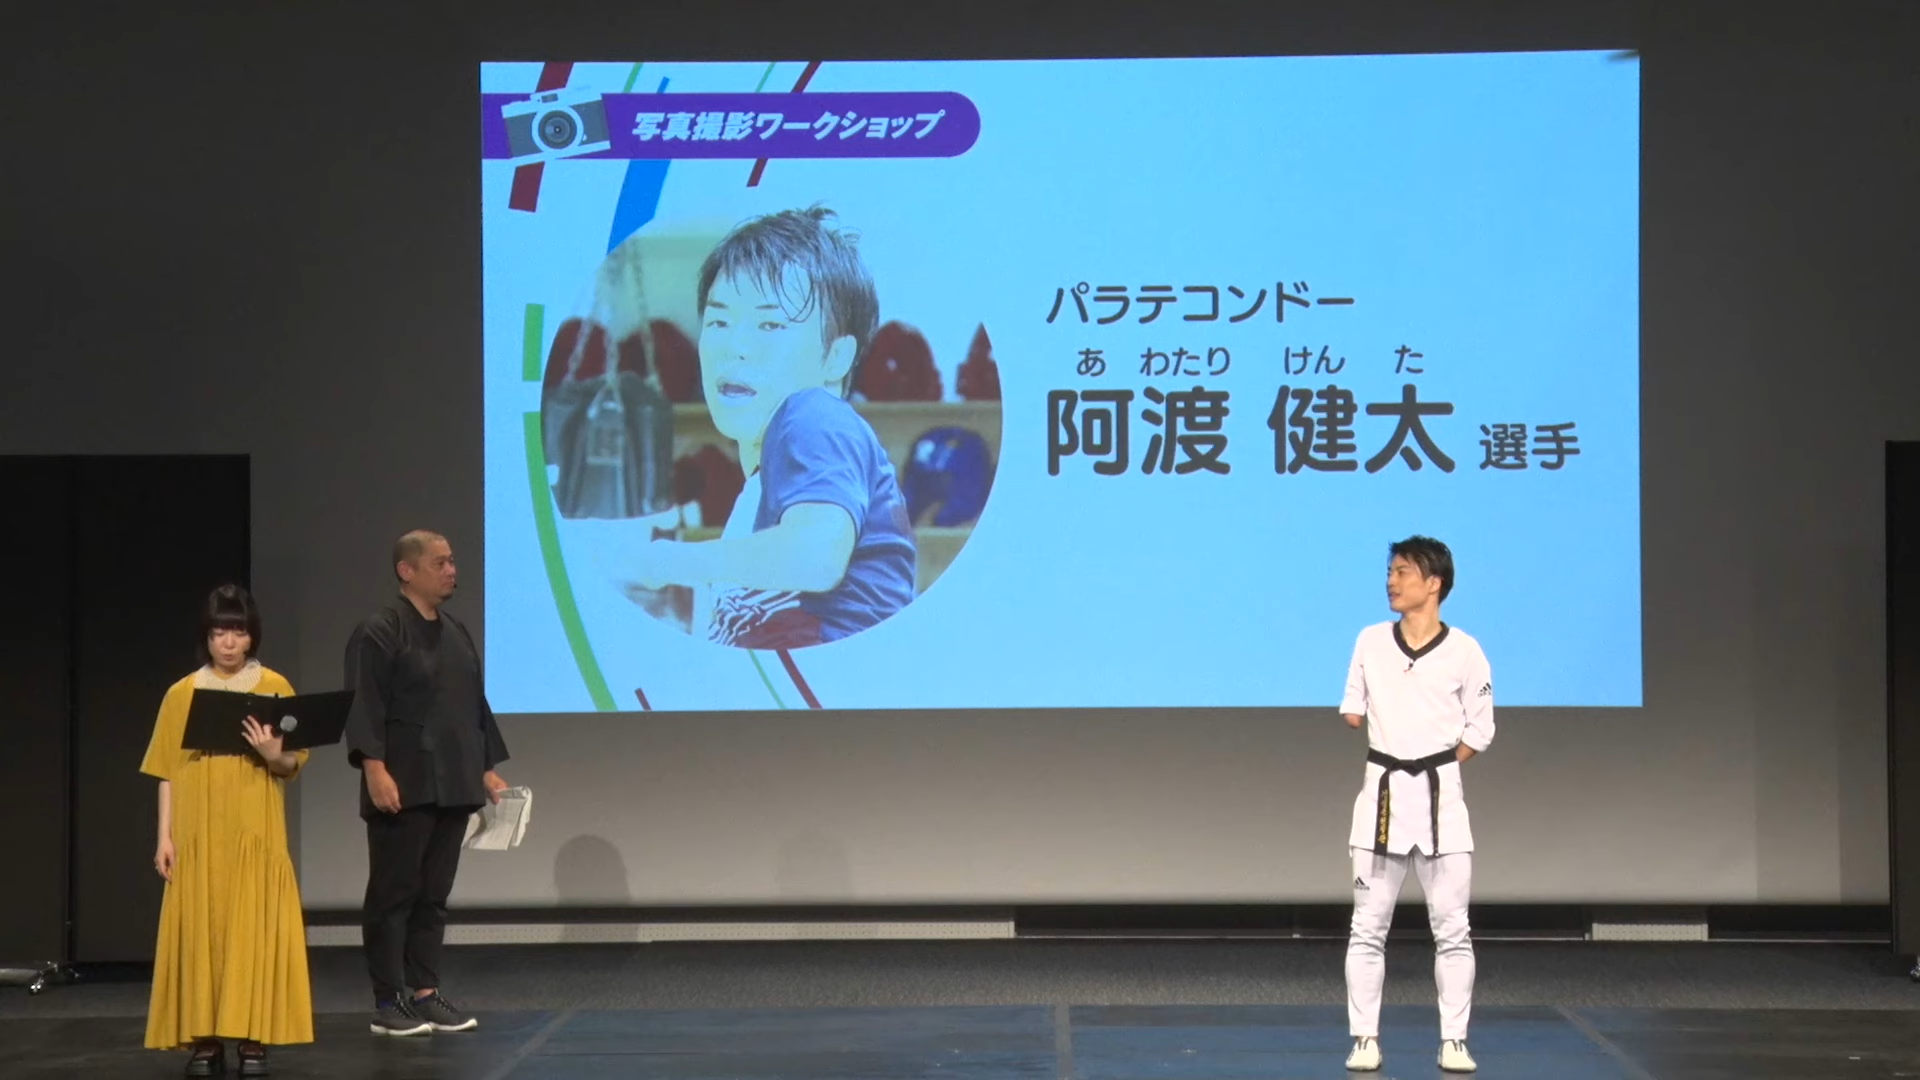 写真撮影ワークショップ
パラテコンドー
あ わたり けん た
阿渡 健太 選手